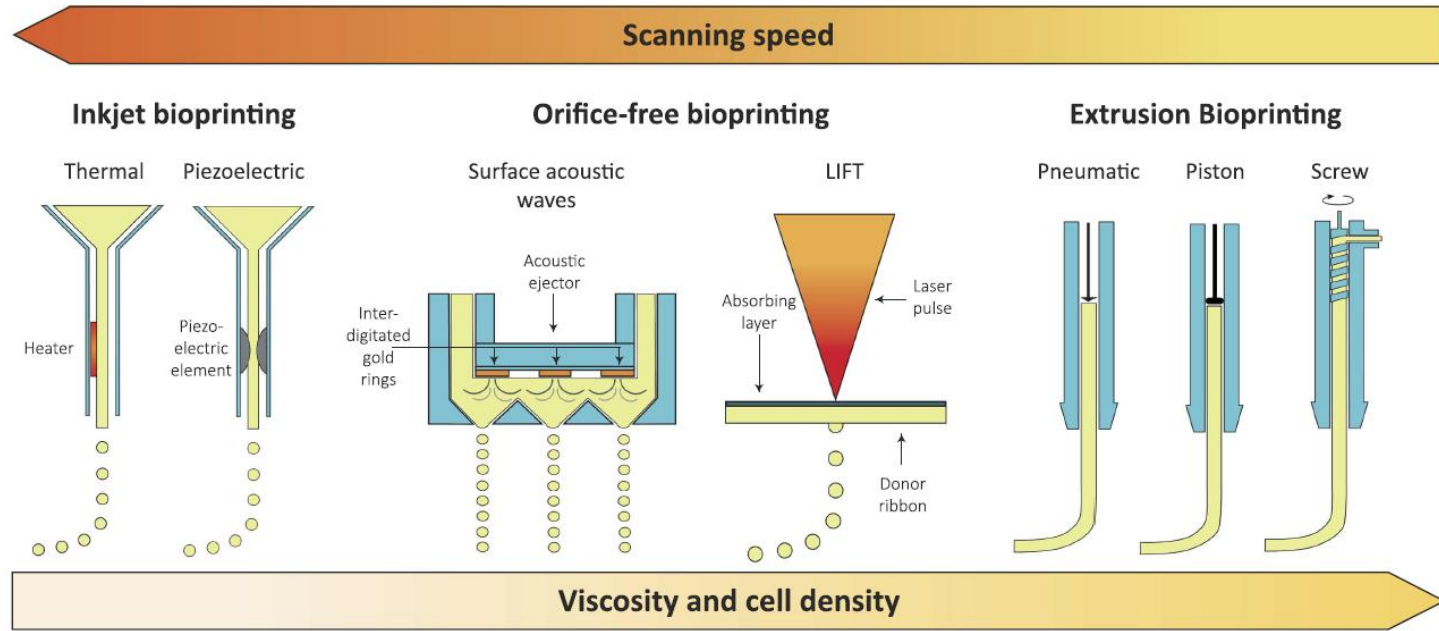 Scanning speed
Inkjet bioprinting
Orifice-free bioprinting
Extrusion Bioprinting
Thermal
Piezoelectric
Surface acoustic
waves
LIFT
Pneumatic
Piston
Screw
Heater
Piezo-
electric
element
Acoustic
ejector
Inter-
digitated
gold
rings
Absorbing
layer
Laser
pulse
Donor
ribbon
Viscosity and cell density